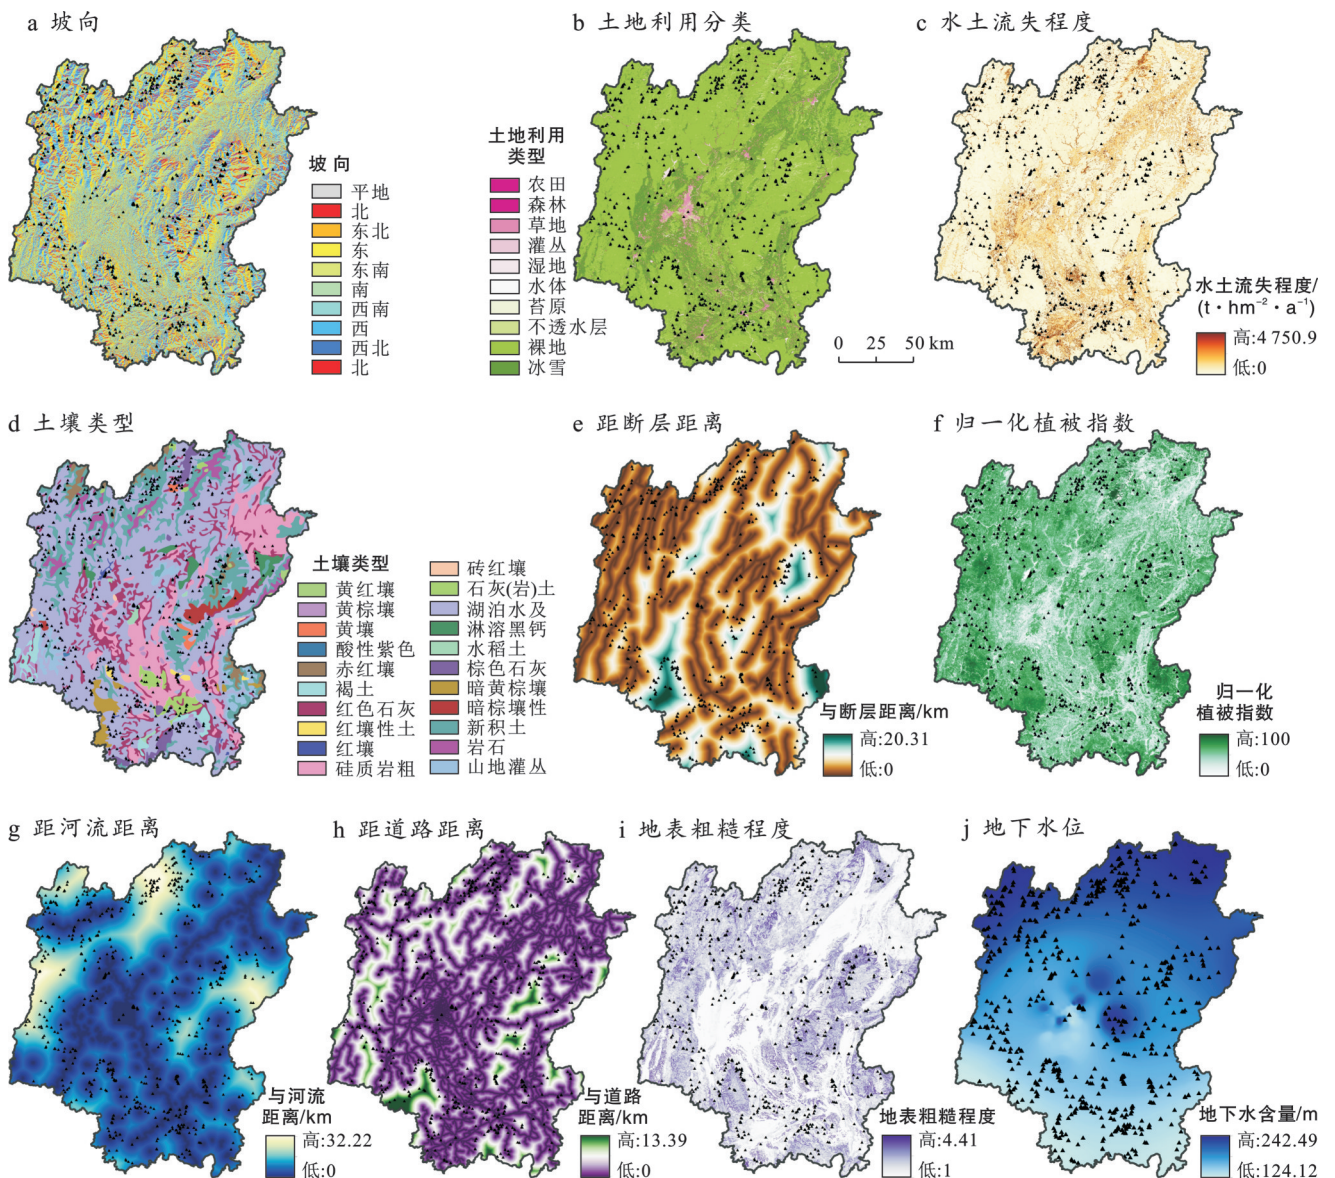 a 坡向
b 土地利用分类
c 水土流失程度
坡向
平地
北
东北
东
东南
南
西南
西
西北
北
土地利用
类型
农田
森林
草地
灌丛
湿地
水体
苔原
不透水层
裸地
冰雪
0 25 50 km
水土流失程度/
(t·hm⁻²·a⁻¹)
高:4 750.9
低:0
d 土壤类型
e 距断层距离
f 归一化植被指数
土壤类型
黄红壤
黄棕壤
黄壤
酸性紫色
赤红壤
褐土
红色石灰
红壤性土
红壤
硅质岩粗
砖红壤
石灰(岩)土
湖泊水及
淋溶黑钙
水稻土
棕色石灰
暗黄棕壤
暗棕壤性
新积土
岩石
山地灌丛
与断层距离/km
高:20.31
低:0
归一化
植被指数
高:100
低:0
g 距河流距离
h 距道路距离
i 地表粗糙程度
j 地下水位
与河流
距离/km
高:32.22
低:0
与道路
距离/km
高:13.39
低:0
地表粗糙程度
高:4.41
低:1
地下水含量/m
高:242.49
低:124.12